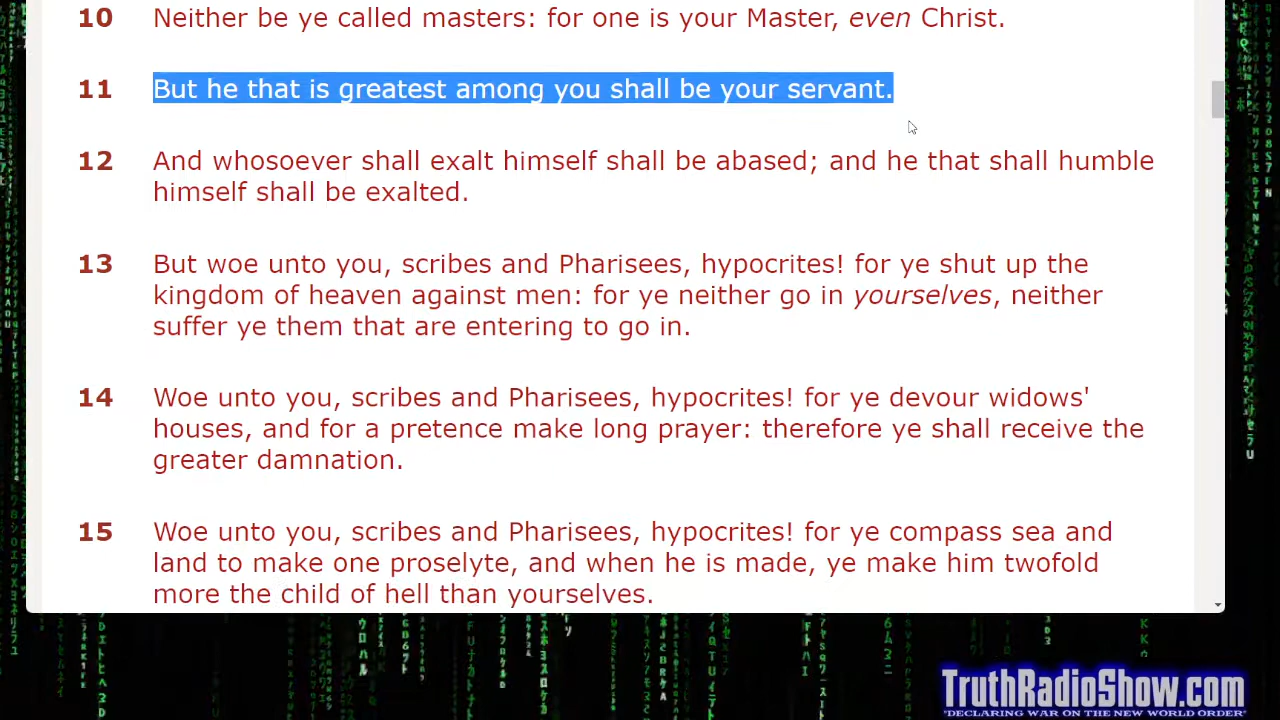 10 Neither be ye called masters: for one is your Master, even Christ.
11 But he that is greatest among you shall be your servant.
12 And whosoever shall exalt himself shall be abased; and he that shall humble
himself shall be exalted.
13 But woe unto you, scribes and Pharisees, hypocrites! for ye shut up the
kingdom of heaven against men: for ye neither go in yourselves, neither
suffer ye them that are entering to go in.
14 Woe unto you, scribes and Pharisees, hypocrites! for ye devour widows'
houses, and for a pretence make long prayer: therefore ye shall receive the
greater damnation.
15 Woe unto you, scribes and Pharisees, hypocrites! for ye compass sea and
land to make one proselyte, and when he is made, ye make him twofold
more the child of hell than yourselves.
TruthRadioShow.com
"DECLARING WAR ON THE NEW WORLD ORDER"